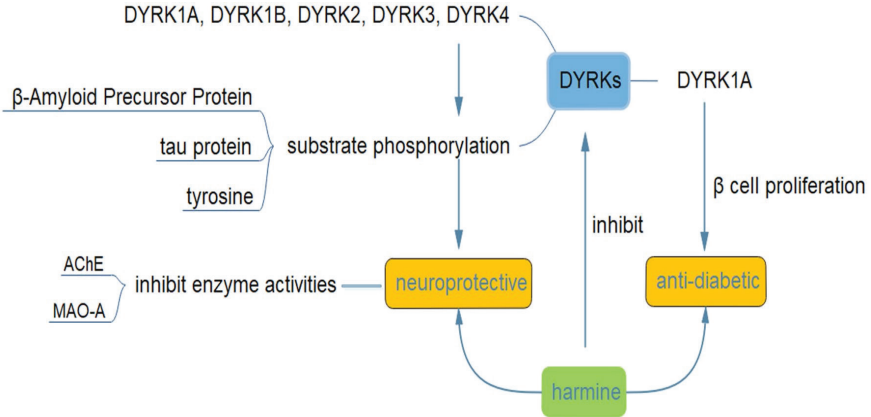 DYRK1A, DYRK1B, DYRK2, DYRK3, DYRK4
DYRKs
DYRK1A
β-Amyloid Precursor Protein
tau protein
substrate phosphorylation
tyrosine
β cell proliferation
inhibit
AChE
inhibit enzyme activities
MAO-A
neuroprotective
anti-diabetic
harmine